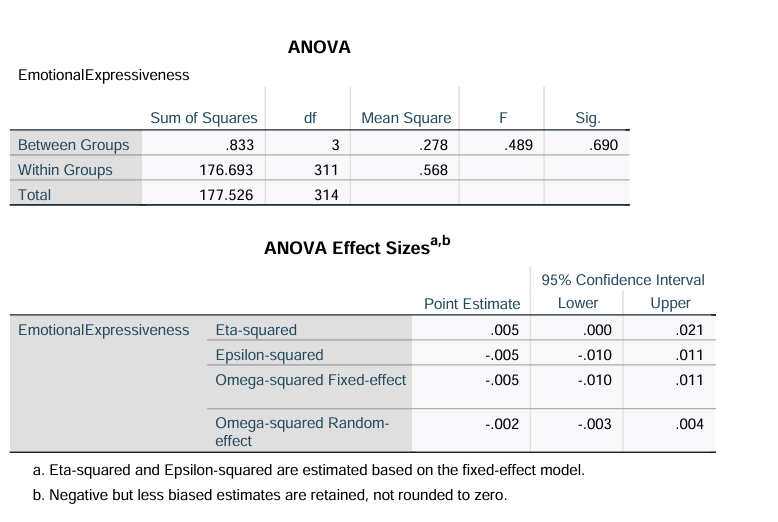 ANOVA
EmotionalExpressiveness
Sum of Squares df Mean Square F Sig.
Between Groups .833 3 .278 .489 .690
Within Groups 176.693 311 .568
Total 177.526 314
ANOVA Effect Sizesa,b
95% Confidence Interval
Point Estimate Lower Upper
EmotionalExpressiveness Eta-squared .005 .000 .021
Epsilon-squared -.005 -.010 .011
Omega-squared Fixed-effect -.005 -.010 .011
Omega-squared Random- -.002 -.003 .004
effect
a. Eta-squared and Epsilon-squared are estimated based on the fixed-effect model.
b. Negative but less biased estimates are retained, not rounded to zero.